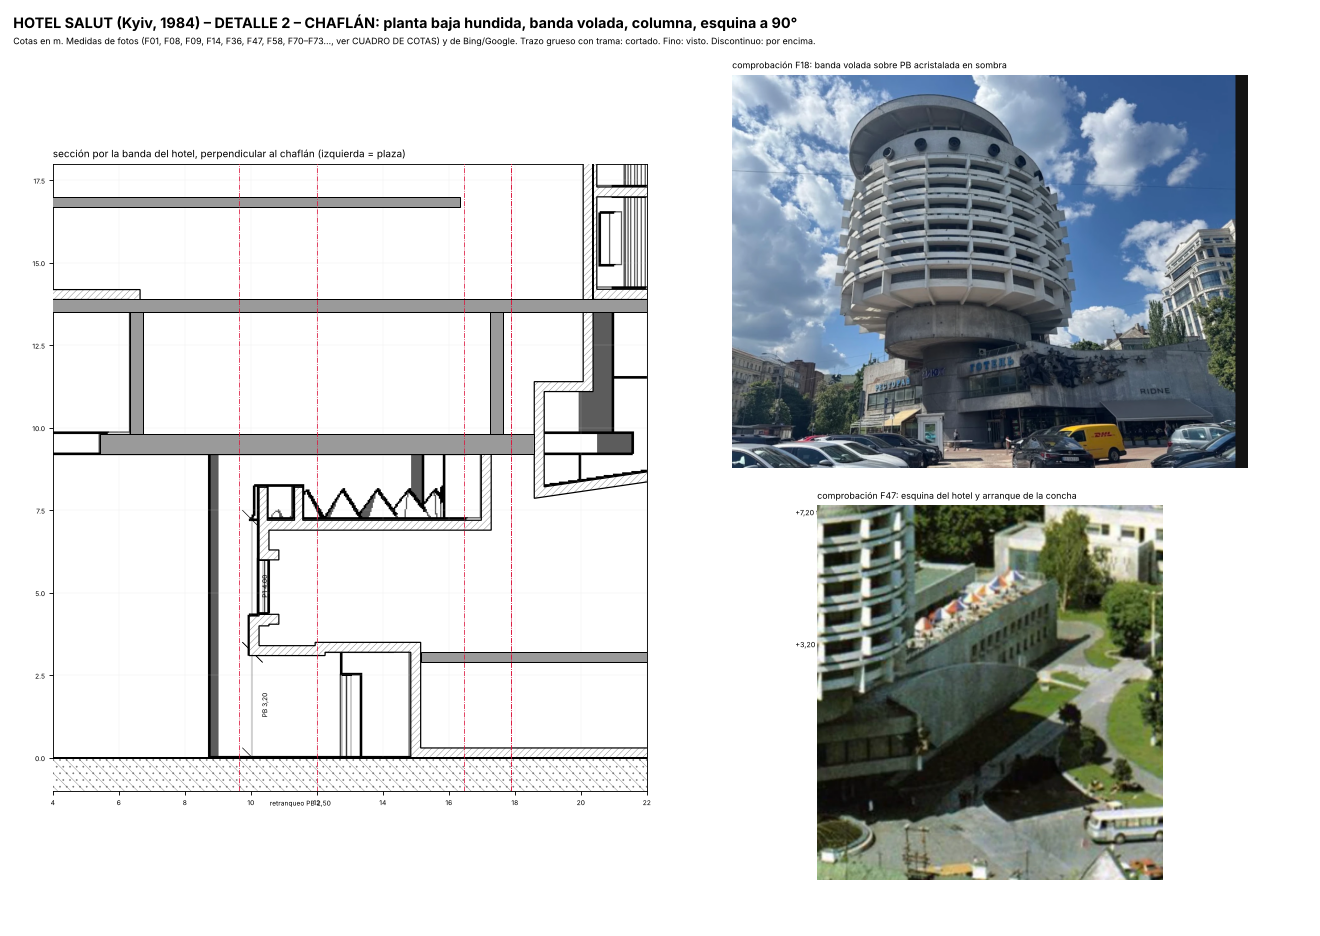 HOTEL SALUT (Kyiv, 1984) – DETALLE 2 – CHAFLÁN: planta baja hundida, banda volada, columna, esquina a 90°
Cotas en m. Medidas de fotos (F01, F08, F09, F14, F36, F47, F58, F70–F73..., ver CUADRO DE COTAS) y de Bing/Google. Trazo grueso con trama: cortado. Fino: visto. Discontinuo: por encima.
comprobación F18: banda volada sobre PB acristalada en sombra
РЕСТОРАН
ГОТЕЛЬ
RIONE
DHL
sección por la banda del hotel, perpendicular al chaflán (izquierda = plaza)
17.5
15.0
12.5
10.0
7.5
5.0
2.5
0.0
P1 4,00
PB 3,20
4 6 8 10 12 14 16 18 20 22
retranqueo PB 2,50
comprobación F47: esquina del hotel y arranque de la concha
+7,20
+3,20